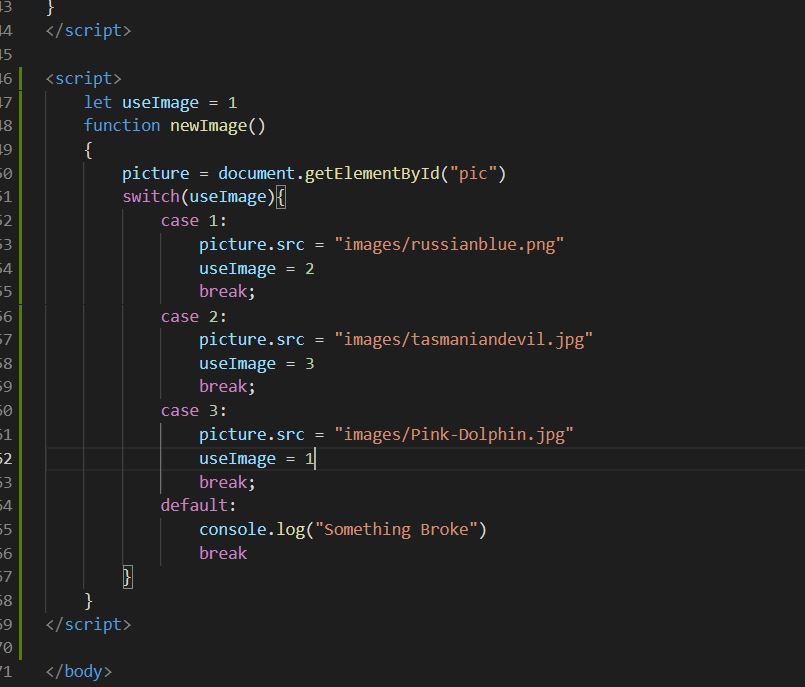 43 }
44 </script>
45
46 <script>
47 let useImage = 1
48 function newImage()
49 {
50 picture = document.getElementById("pic")
51 switch(useImage){
52 case 1:
53 picture.src = "images/russianblue.png"
54 useImage = 2
55 break;
56 case 2:
57 picture.src = "images/tasmaniandevil.jpg"
58 useImage = 3
59 break;
60 case 3:
61 picture.src = "images/Pink-Dolphin.jpg"
62 useImage = 1
63 break;
64 default:
65 console.log("Something Broke")
66 break
67 }
68 }
69 </script>
70
71 </body>